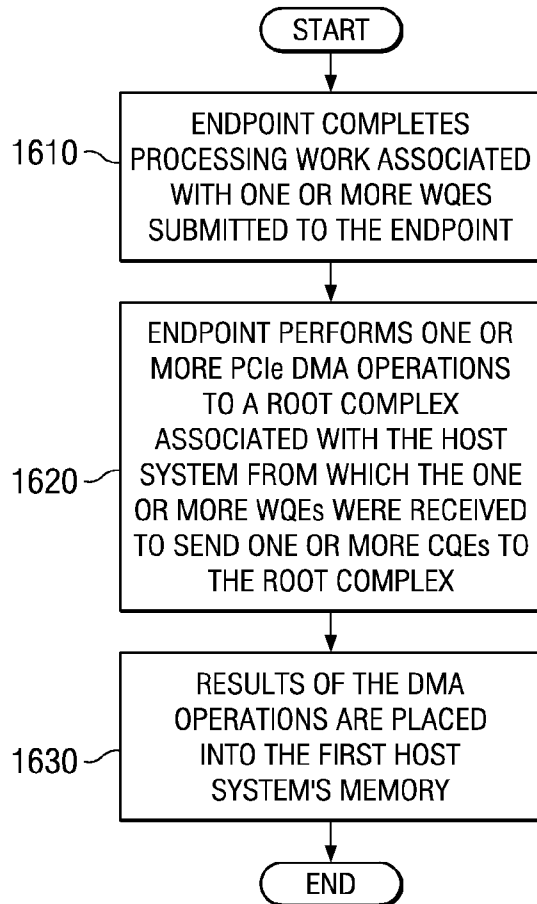 START
1610
ENDPOINT COMPLETES
PROCESSING WORK ASSOCIATED
WITH ONE OR MORE WQES
SUBMITTED TO THE ENDPOINT
1620
ENDPOINT PERFORMS ONE OR
MORE PCIe DMA OPERATIONS
TO A ROOT COMPLEX
ASSOCIATED WITH THE HOST
SYSTEM FROM WHICH THE ONE
OR MORE WQEs WERE RECEIVED
TO SEND ONE OR MORE CQEs TO
THE ROOT COMPLEX
1630
RESULTS OF THE DMA
OPERATIONS ARE PLACED
INTO THE FIRST HOST
SYSTEM'S MEMORY
END